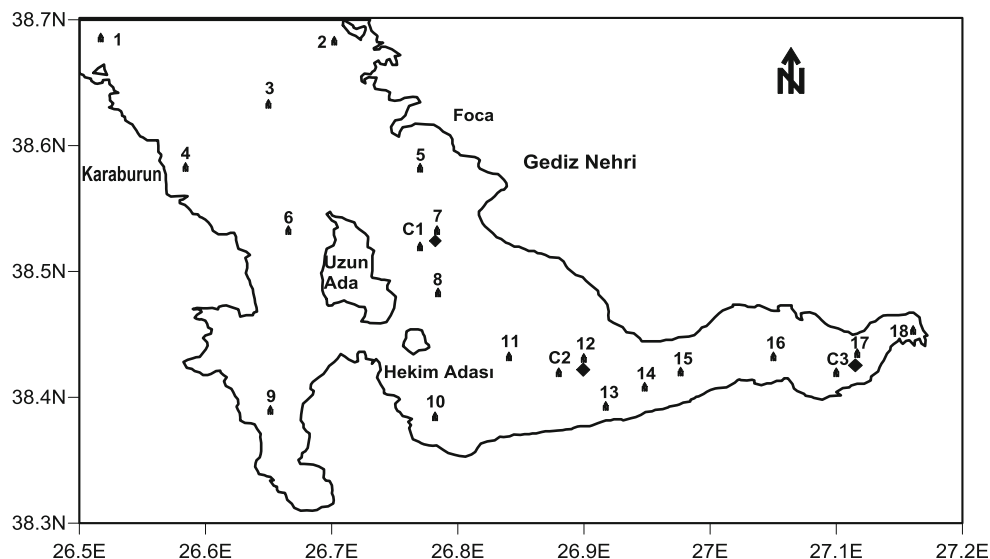 38.7N
1
2
3
Foca
38.6N
4
5
Gediz Nehri
Karaburun
6
7
C1
38.5N
Uzun
Ada
8
11
12
C2
15
16
17
C3
18
Hekim Adası
14
13
38.4N
9
10
38.3N
26.5E 26.6E 26.7E 26.8E 26.9E 27E 27.1E 27.2E
N